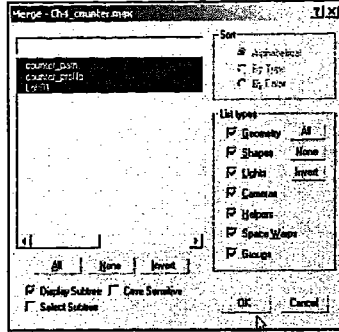 Merge - Ch4_counter.max
Sort
Alphabetical
By Type
By Color
counter_path
counter_profile
List Types
Geometry
All
Shapes
None
Lights
Invert
Cameras
Helpers
Space Warps
Groups
All
None
Invert
Display Subtree
Case Sensitive
Select Subtree
OK
Cancel